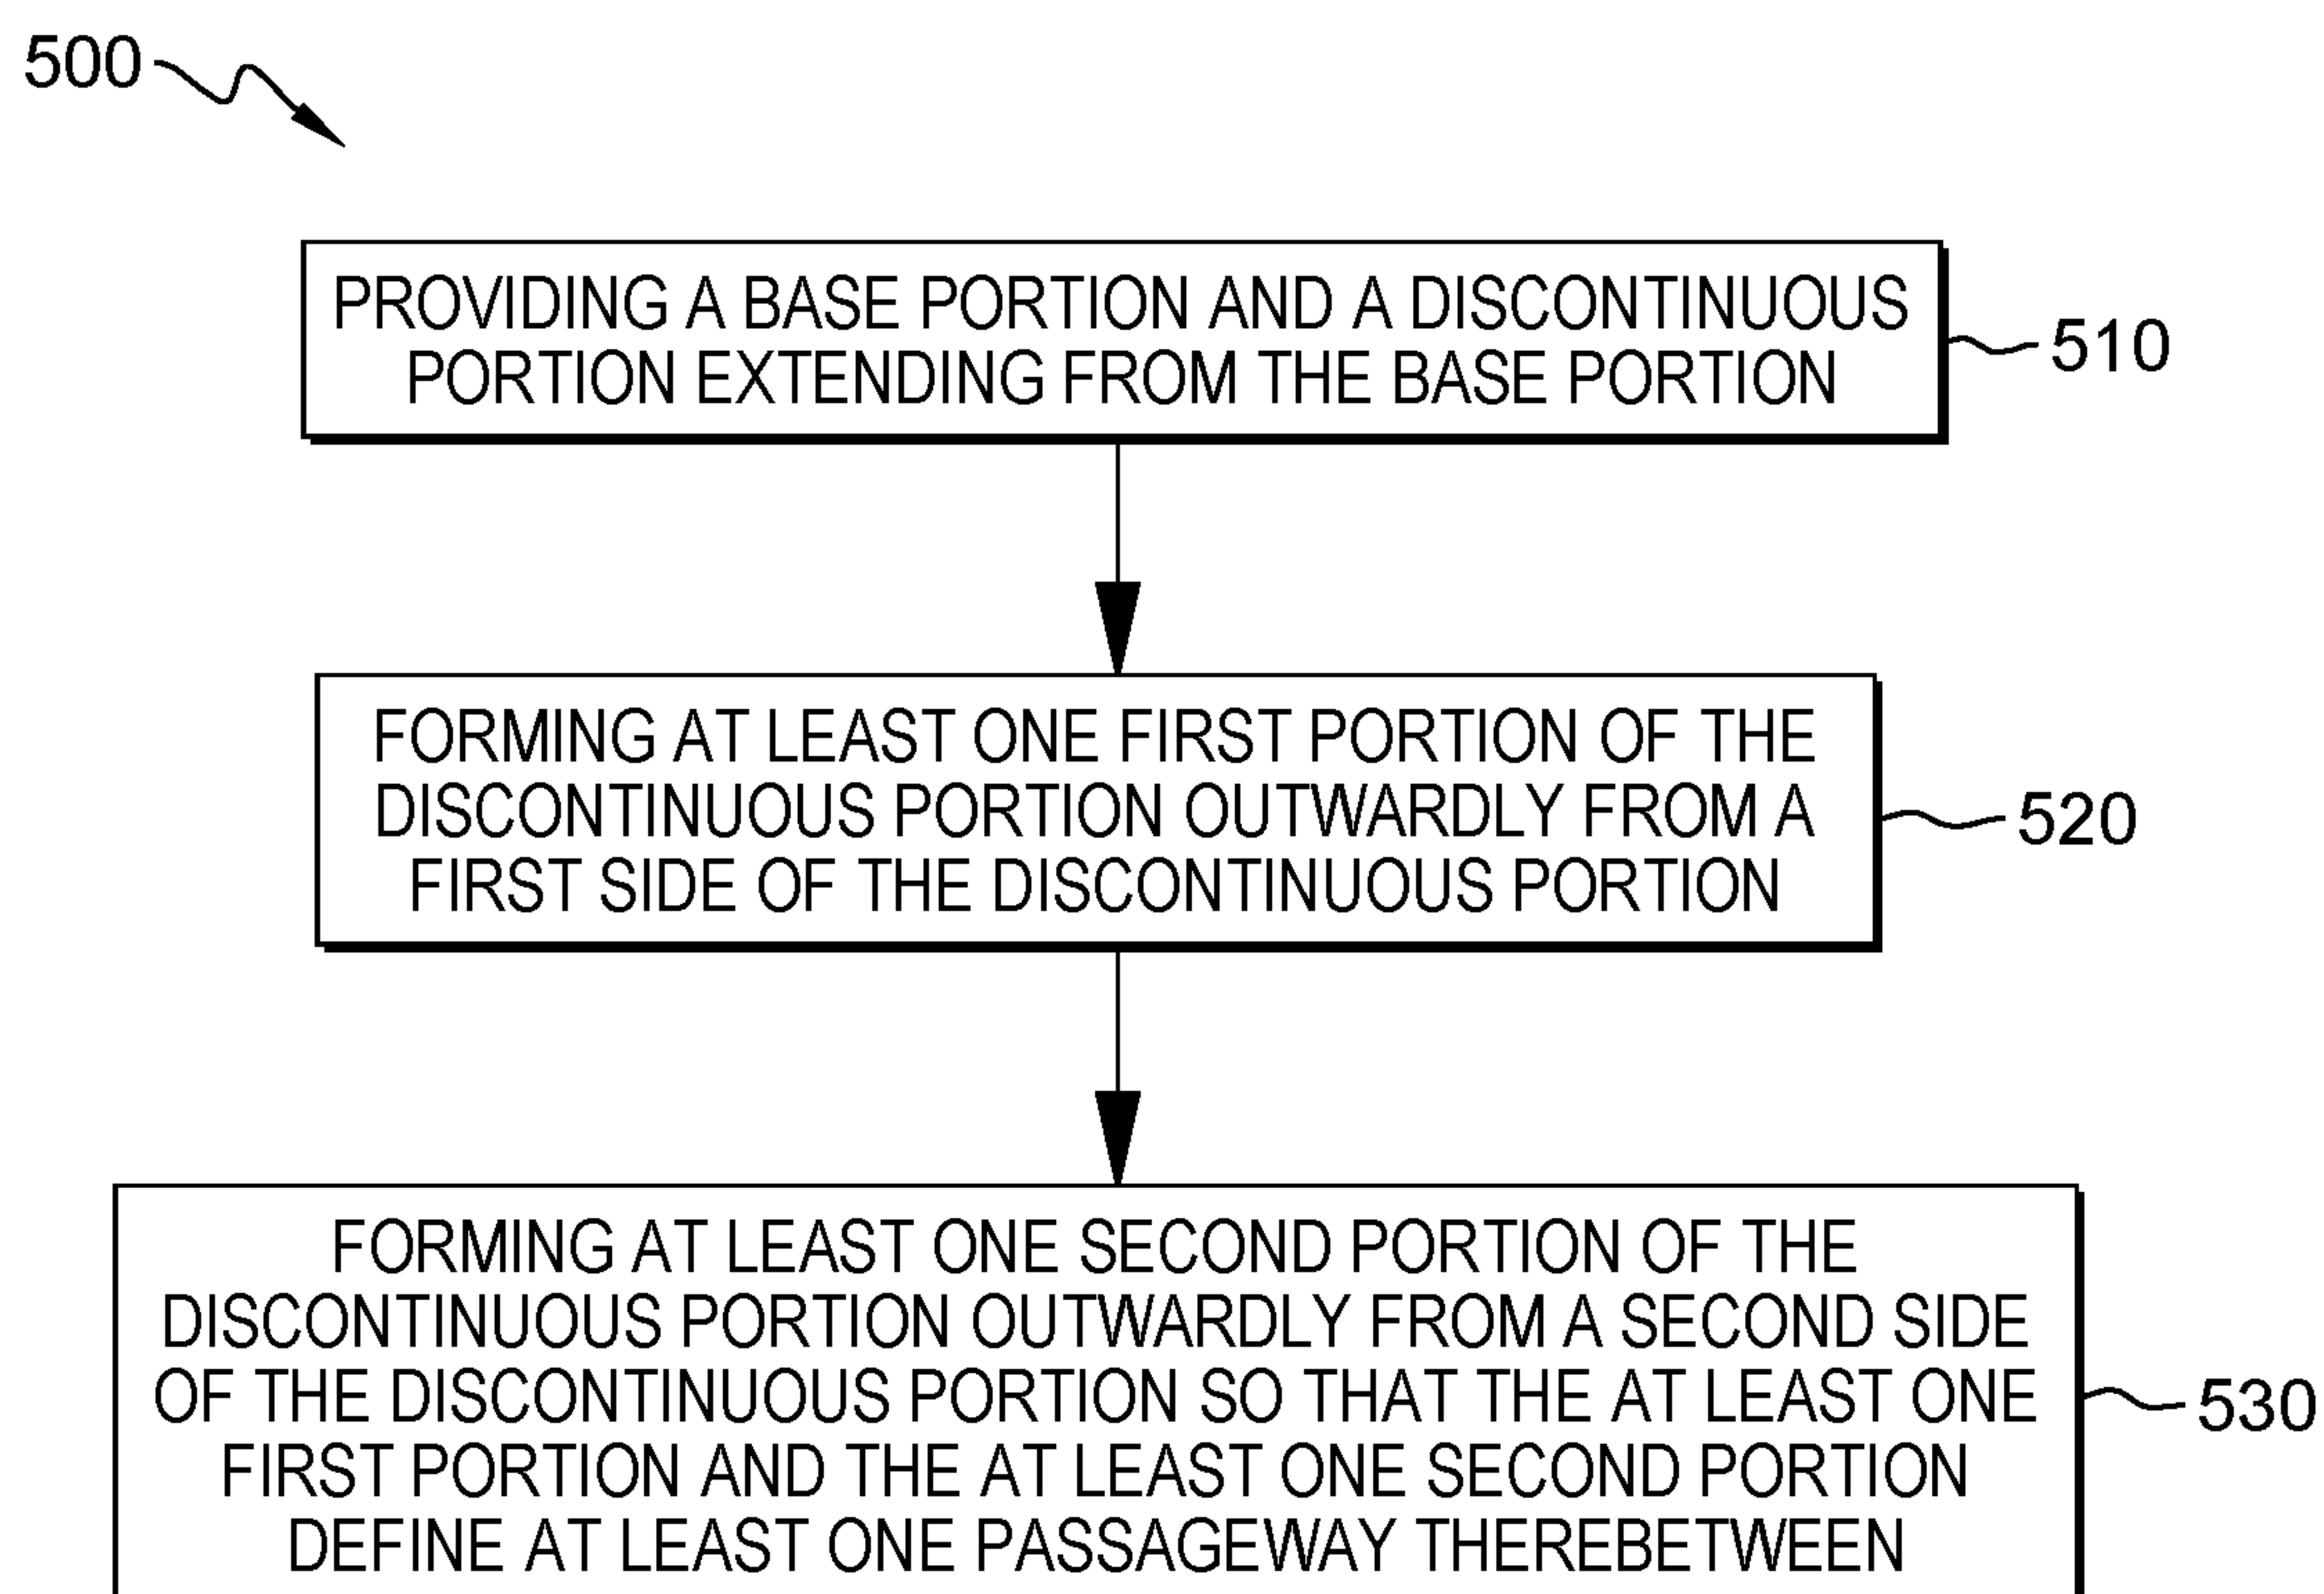 500
PROVIDING A BASE PORTION AND A DISCONTINUOUS
PORTION EXTENDING FROM THE BASE PORTION
510
FORMING AT LEAST ONE FIRST PORTION OF THE
DISCONTINUOUS PORTION OUTWARDLY FROM A
FIRST SIDE OF THE DISCONTINUOUS PORTION
520
FORMING AT LEAST ONE SECOND PORTION OF THE
DISCONTINUOUS PORTION OUTWARDLY FROM A SECOND SIDE
OF THE DISCONTINUOUS PORTION SO THAT THE AT LEAST ONE
FIRST PORTION AND THE AT LEAST ONE SECOND PORTION
DEFINE AT LEAST ONE PASSAGEWAY THEREBETWEEN
530